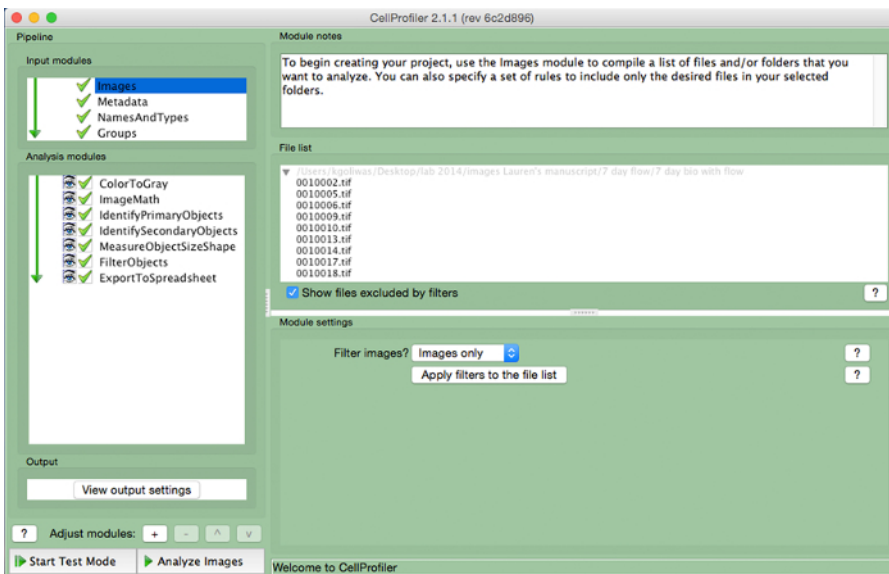 CellProfiler 2.1.1 (rev 6c2d896)
Pipeline
Input modules
Images
Metadata
NamesAndTypes
Groups
Analysis modules
ColorToGray
ImageMath
IdentifyPrimaryObjects
IdentifySecondaryObjects
MeasureObjectSizeShape
FilterObjects
ExportToSpreadsheet
Output
View output settings
? Adjust modules: + - ^ v
Start Test Mode Analyze Images
Module notes
To begin creating your project, use the Images module to compile a list of files and/or folders that you
want to analyze. You can also specify a set of rules to include only the desired files in your selected
folders.
File list
/Users/kgoliwas/Desktop/lab 2014/images Lauren's manuscript/7 day flow/7 day bio with flow
0010002.tif
0010005.tif
0010006.tif
0010009.tif
0010010.tif
0010013.tif
0010014.tif
0010017.tif
0010018.tif
Show files excluded by filters ?
Module settings
Filter images? Images only ?
Apply filters to the file list ?
Welcome to CellProfiler